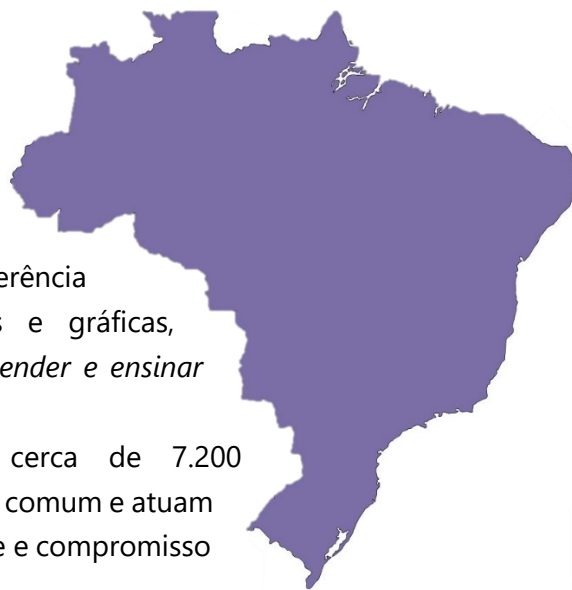 erência
s e gráficas,
ender e ensinar
cerca de 7.200
comum e atuam
e e compromisso